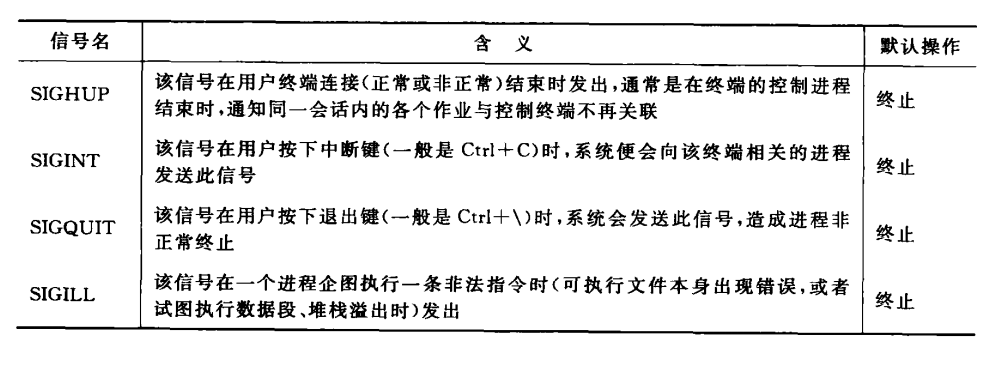 信号名 含 义 默认操作
SIGHUP 该信号在用户终端连接(正常或非正常)结束时发出,通常是在终端的控制进程
结束时,通知同一会话内的各个作业与控制终端不再关联 终止
SIGINT 该信号在用户按下中断键(一般是 Ctrl+C)时,系统便会向该终端相关的进程
发送此信号 终止
SIGQUIT 该信号在用户按下退出键(一般是 Ctrl+\)时,系统会发送此信号,造成进程非
正常终止 终止
SIGILL 该信号在一个进程企图执行一条非法指令时(可执行文件本身出现错误,或者
试图执行数据段、堆栈溢出时)发出 终止